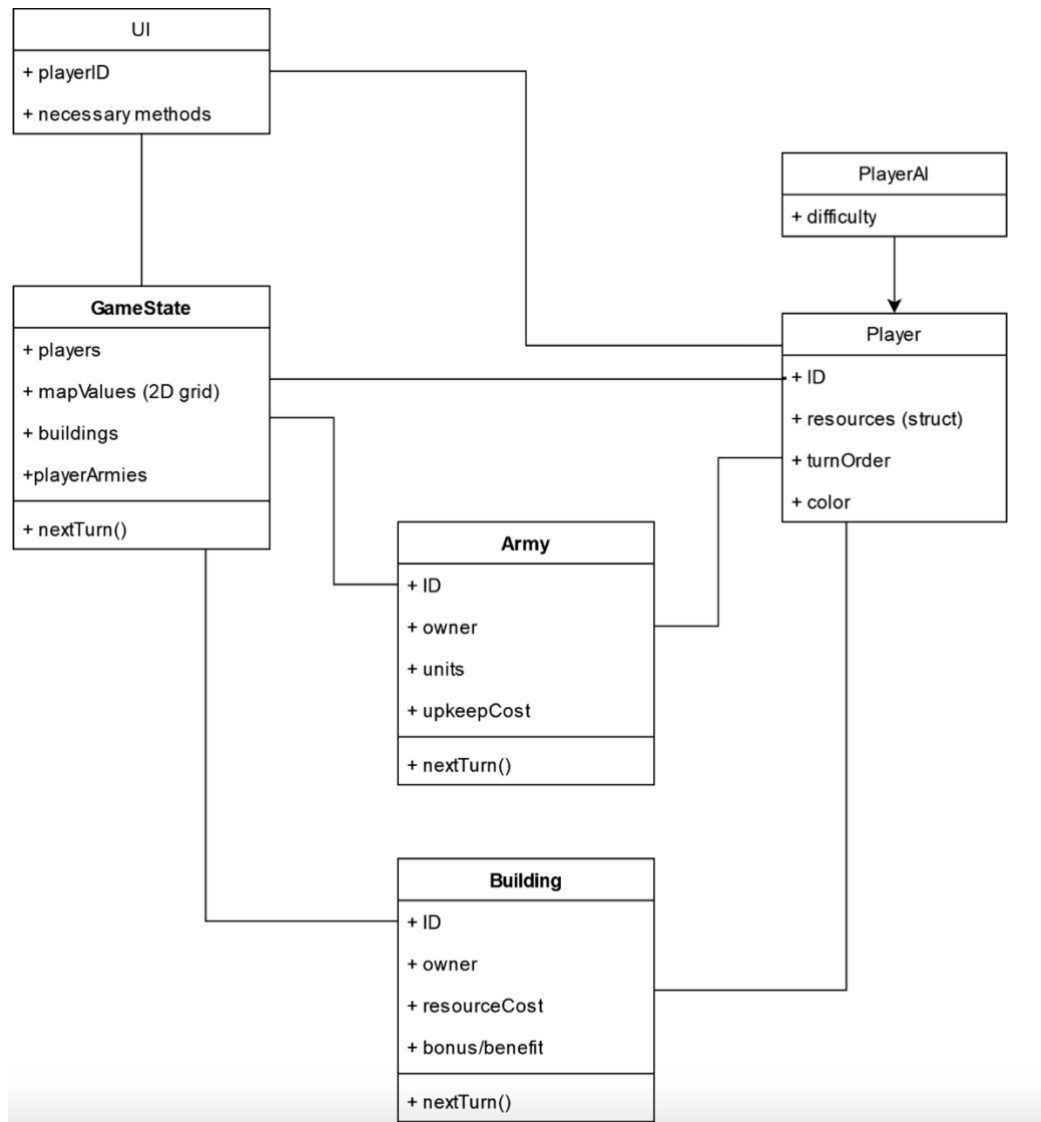 UI
+ playerID
+ necessary methods
PlayerAI
+ difficulty
GameState
+ players
+ mapValues (2D grid)
+ buildings
+playerArmies
+ nextTurn()
Player
+ ID
+ resources (struct)
+ turnOrder
+ color
Army
+ ID
+ owner
+ units
+ upkeepCost
+ nextTurn()
Building
+ ID
+ owner
+ resourceCost
+ bonus/benefit
+ nextTurn()